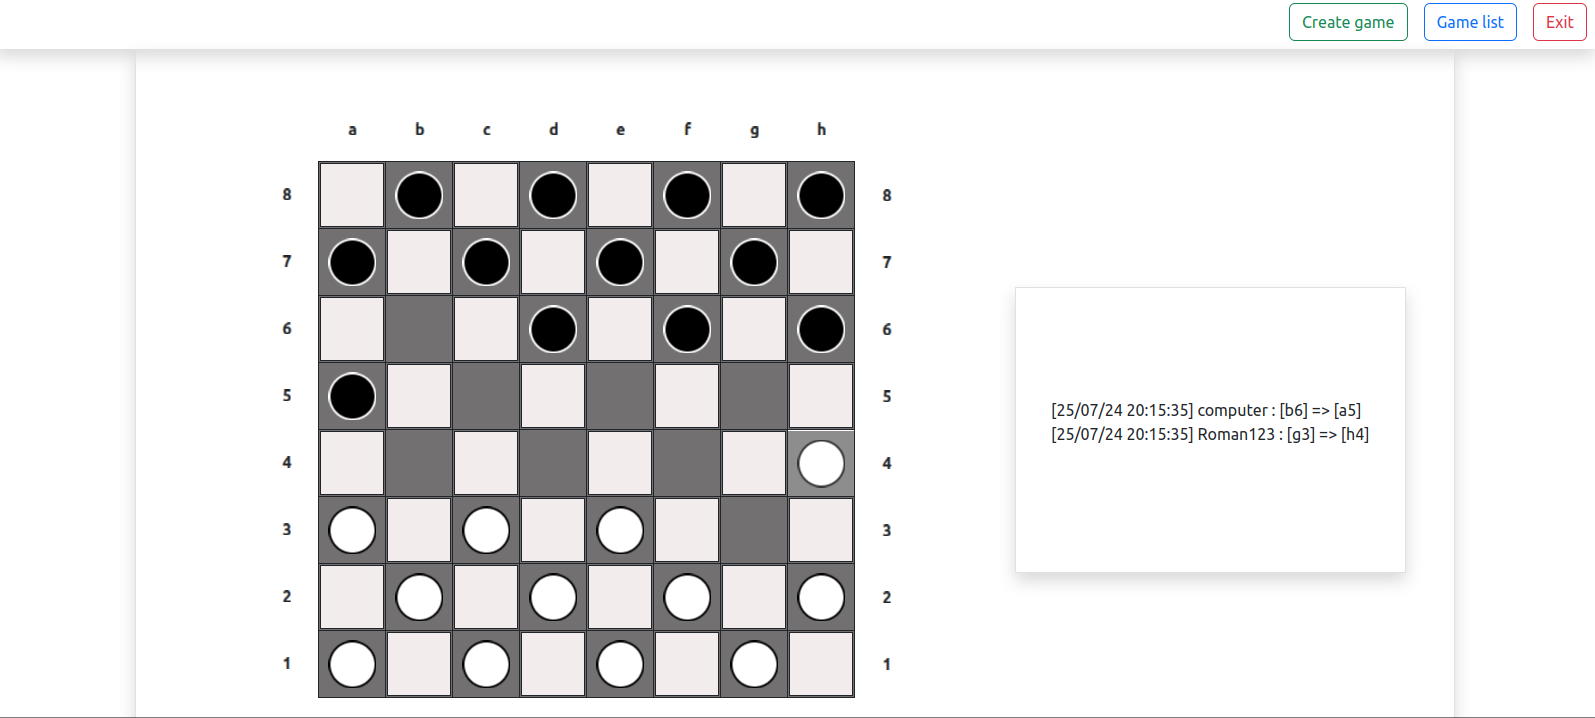 Create game Game list Exit
a b c d e f g h
8 8
7 7
6 6
5 5
[25/07/24 20:15:35] computer : [b6] => [a5]
[25/07/24 20:15:35] Roman123 : [g3] => [h4]
4 4
3 3
2 2
1 1